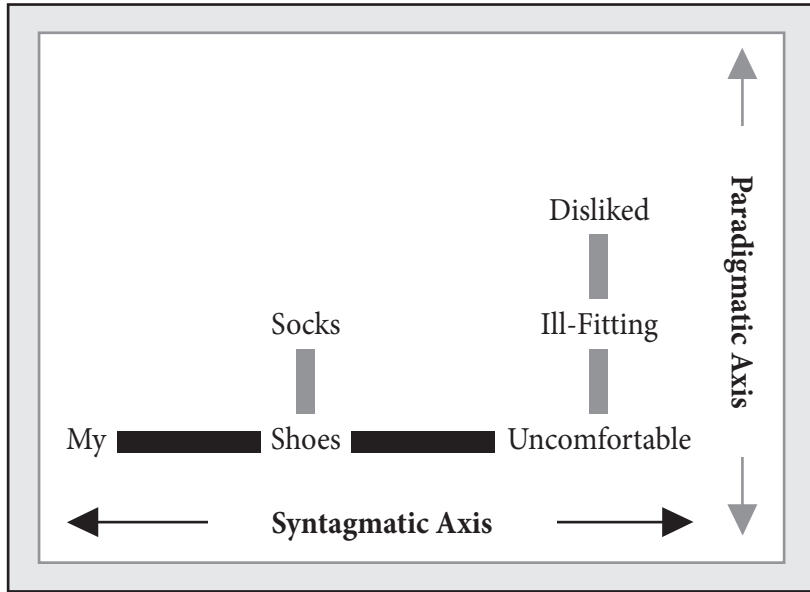 Disliked
Socks Ill-Fitting
My Shoes Uncomfortable
Syntagmatic Axis
Paradigmatic Axis